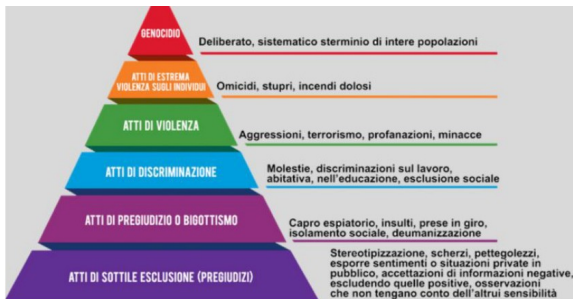 GENOCIDIO
Deliberato, sistematico sterminio di intere popolazioni
ATTI DI ESTREMA
VIOLENZA SUGLI INDIVIDUI
Omicidi, stupri, incendi dolosi
ATTI DI VIOLENZA
Aggressioni, terrorismo, profanazioni, minacce
ATTI DI DISCRIMINAZIONE
Molestie, discriminazioni sul lavoro,
abitativa, nell'educazione, esclusione sociale
ATTI DI PREGIUDIZIO O BIGOTTISMO
Capro espiatorio, insulti, prese in giro,
isolamento sociale, deumanizzazione
ATTI DI SOTTILE ESCLUSIONE (PREGIUDIZI)
Stereotipizzazione, scherzi, pettegolezzi,
esporre sentimenti o situazioni private in
pubblico, accettazioni di informazioni negative,
escludendo quelle positive, osservazioni
che non tengano conto dell'altrui sensibilità